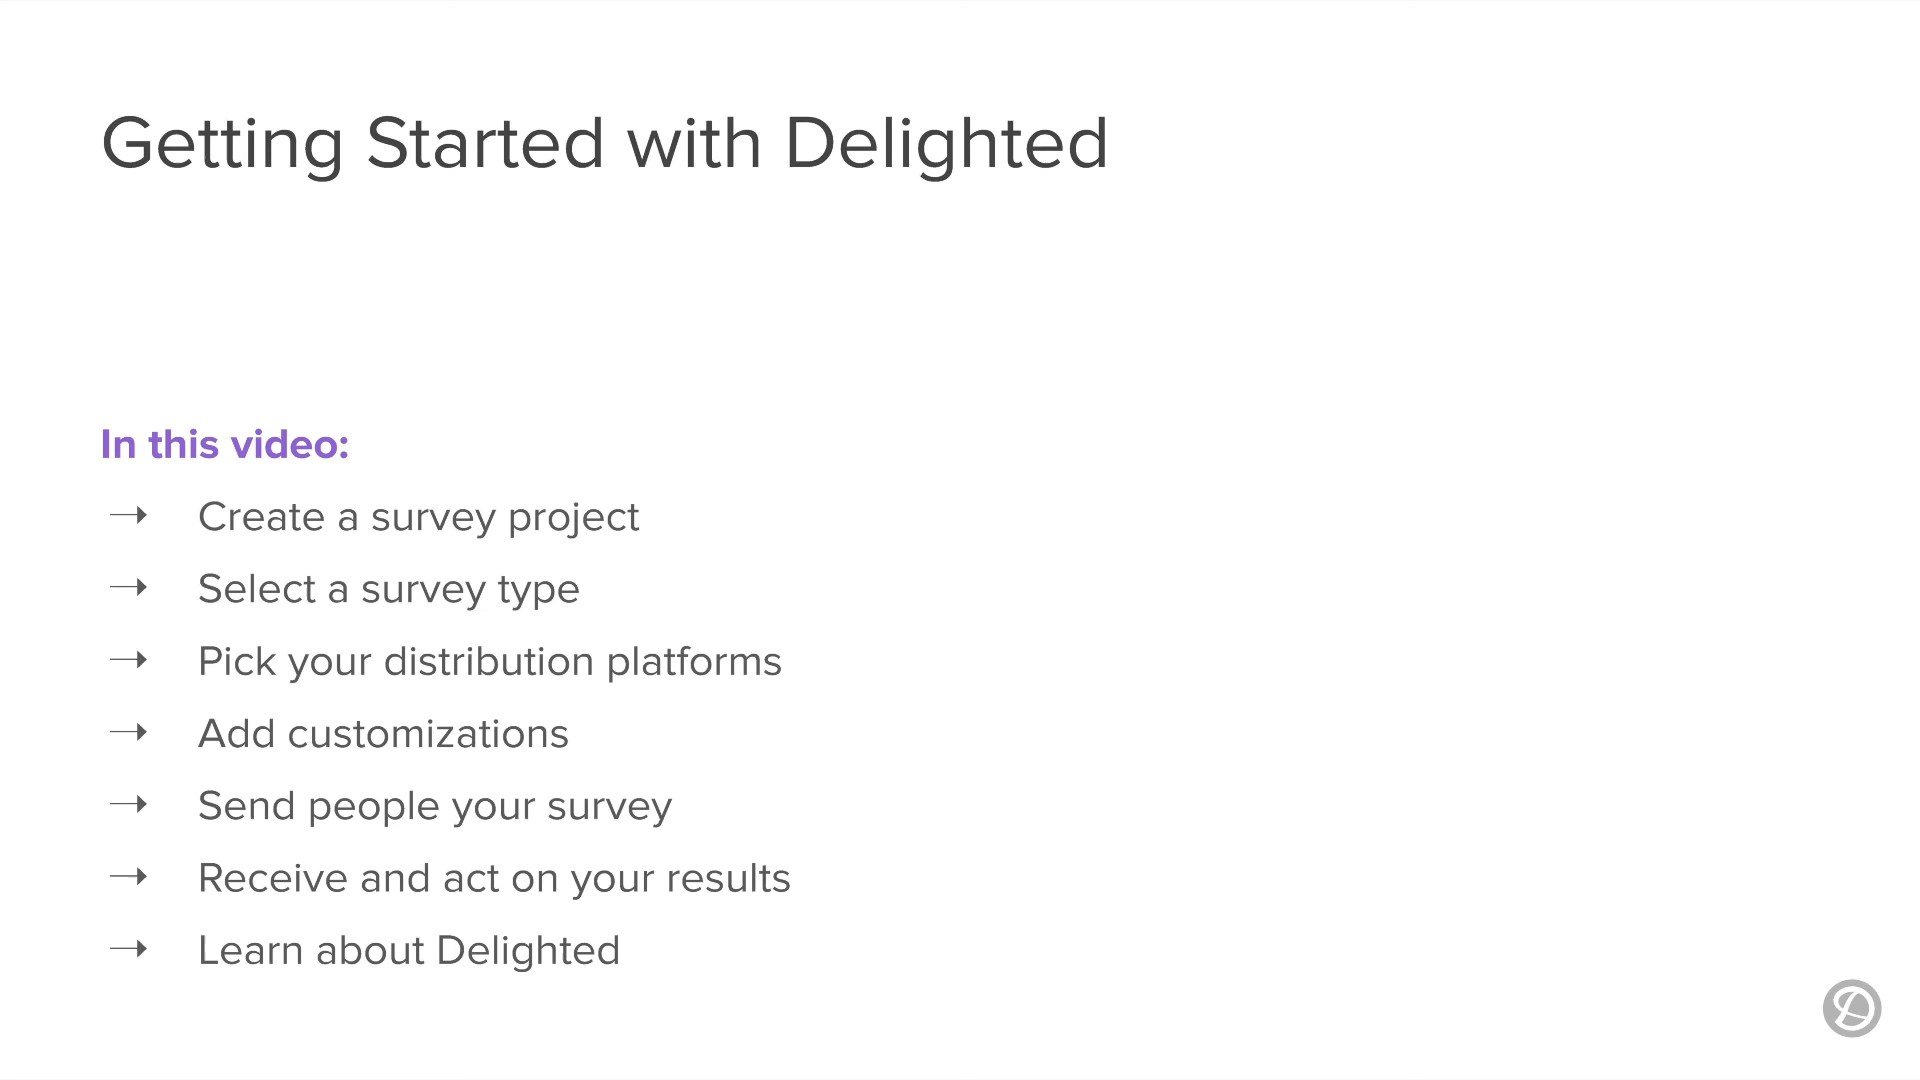 Getting Started with Delighted
In this video:
→ Create a survey project
→ Select a survey type
→ Pick your distribution platforms
→ Add customizations
→ Send people your survey
→ Receive and act on your results
→ Learn about Delighted